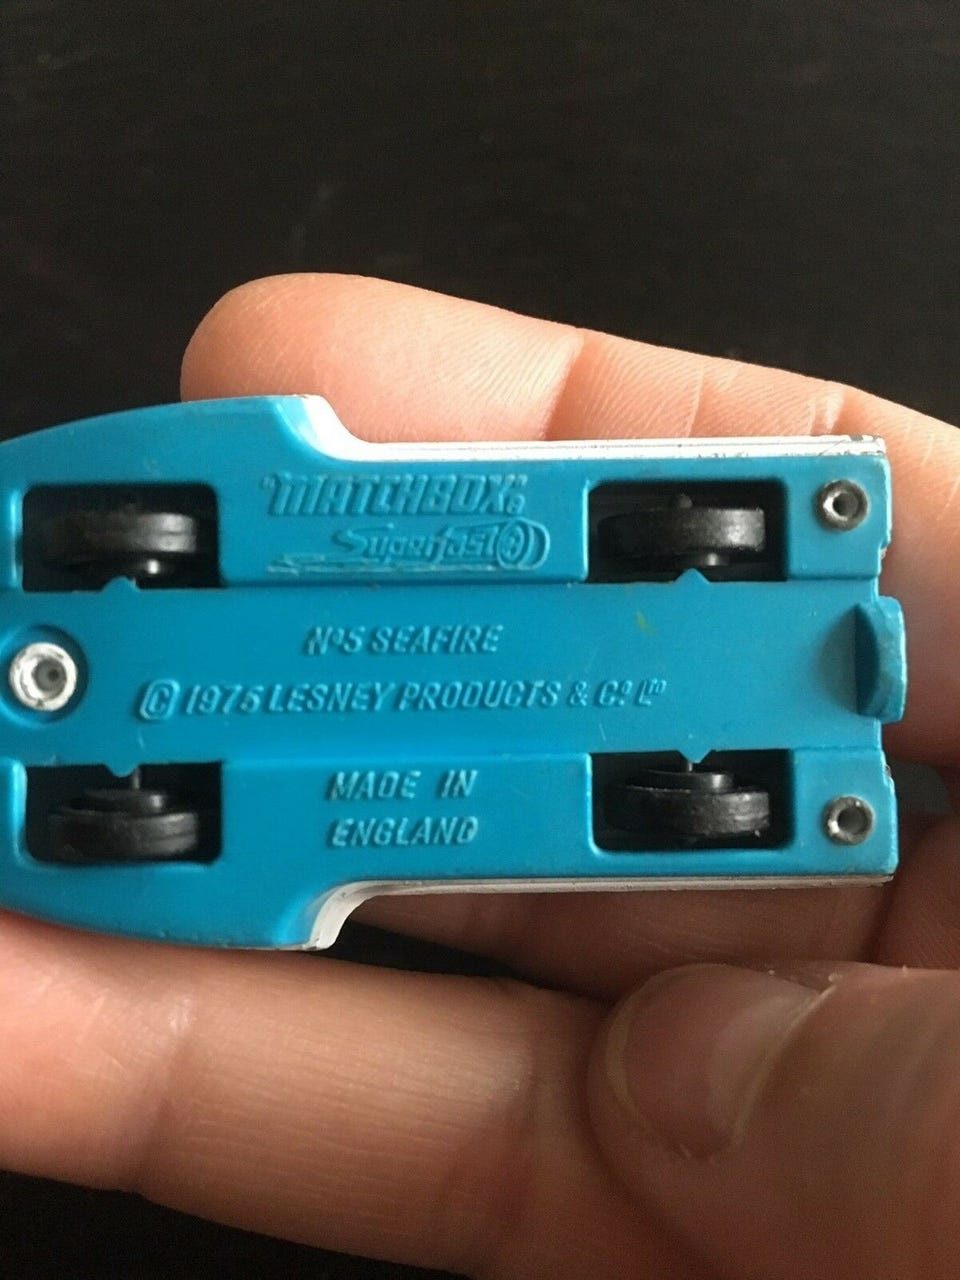 "MATCHBOX"®
Superfast
Nº5 SEAFIRE
© 1975 LESNEY PRODUCTS & Cº Lᵀᴰ
MADE IN
ENGLAND